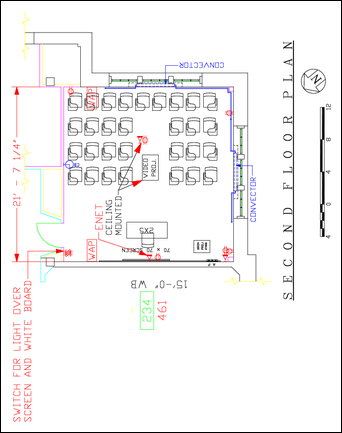 SECOND FLOOR PLAN
N
12
8
4
0
4
CONVECTOR
CONVECTOR
21' - 7 1/4"
WAP
VIDEO
PROJ.
ENET
CEILING
MOUNTED
WAP
5X2
70 x 70 SCREEN
15'-0" WB
234
461
SWITCH FOR LIGHT OVER
SCREEN AND WHITE BOARD